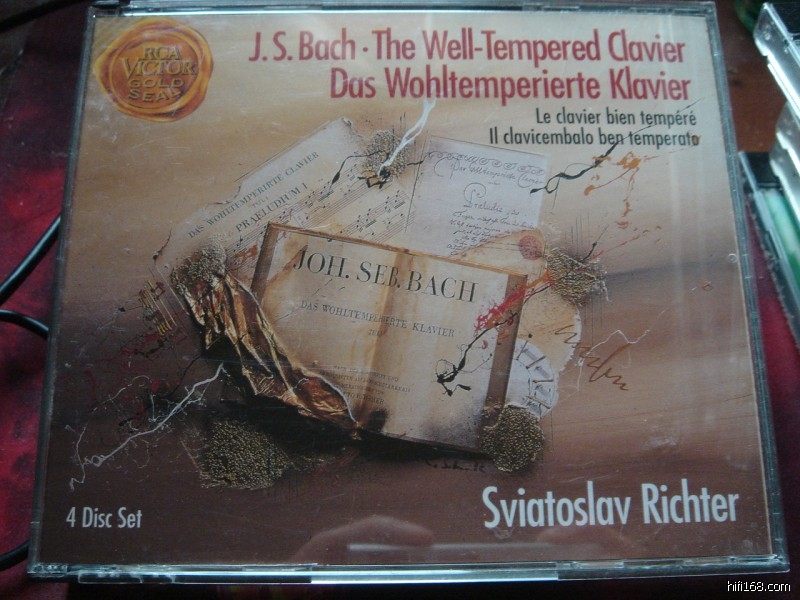 RCA
VICTOR
GOLD
SEAL
J. S. Bach · The Well-Tempered Clavier
Das Wohltemperierte Klavier
Le clavier bien tempéré
Il clavicembalo ben temperato
DAS WOHLTEMPERIRTE CLAVIER
PRAELUDIUM I
JOH. SEB. BACH
DAS WOHLTEMPERIRTE KLAVIER
4 Disc Set
Sviatoslav Richter
hifi168.com